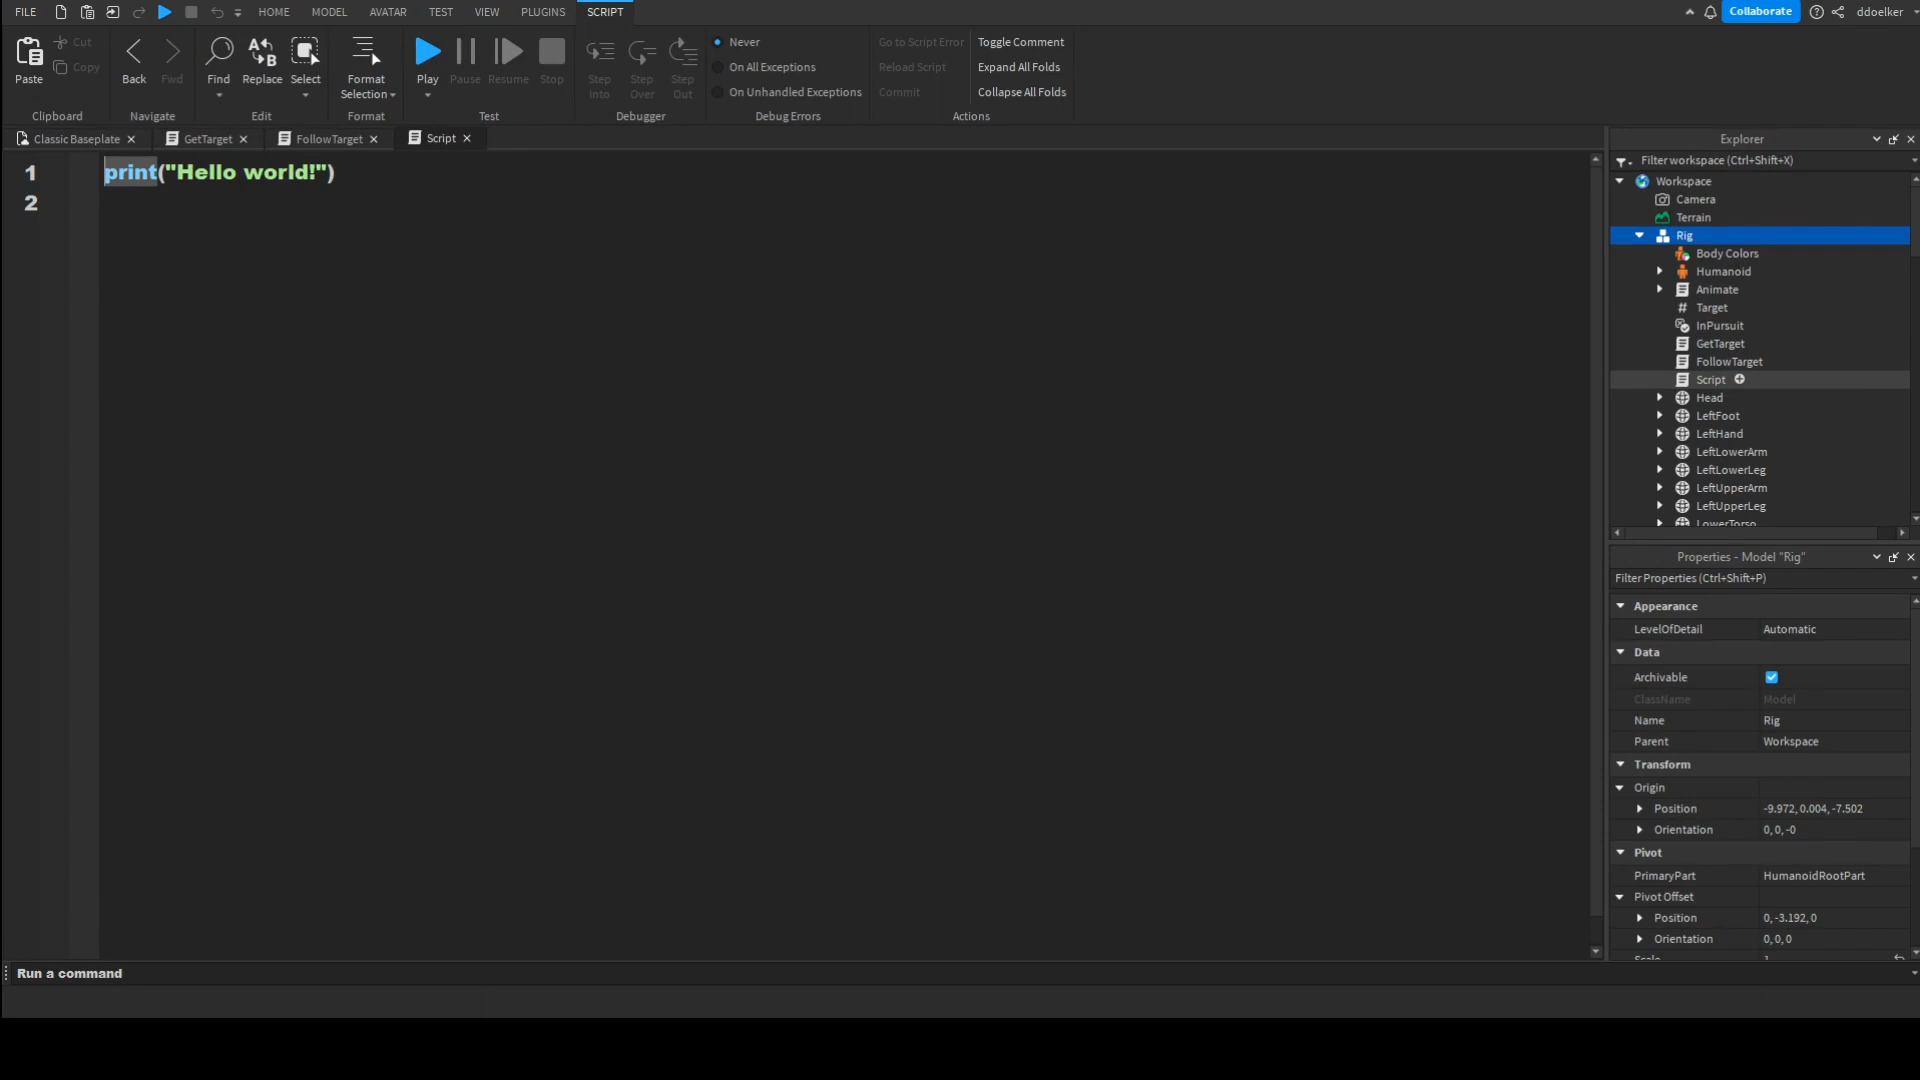 FILE HOME MODEL AVATAR TEST VIEW PLUGINS SCRIPT Collaborate ddoelker
Paste Cut Copy
Clipboard
Back Fwd
Navigate
Find Replace Select
Edit
Format Selection
Format
Play Pause Resume Stop
Test
Step Into Step Over Step Out
Debugger
Never
On All Exceptions
On Unhandled Exceptions
Debug Errors
Go to Script Error
Reload Script
Commit
Toggle Comment
Expand All Folds
Collapse All Folds
Actions
Classic Baseplate GetTarget FollowTarget Script
1 print("Hello world!")
2
Explorer
Filter workspace (Ctrl+Shift+X)
Workspace
Camera
Terrain
Rig
Body Colors
Humanoid
Animate
Target
InPursuit
GetTarget
FollowTarget
Script
Head
LeftFoot
LeftHand
LeftLowerArm
LeftLowerLeg
LeftUpperArm
LeftUpperLeg
LowerTorso
Properties - Model "Rig"
Filter Properties (Ctrl+Shift+P)
Appearance
LevelOfDetail Automatic
Data
Archivable
ClassName Model
Name Rig
Parent Workspace
Transform
Origin
Position -9.972, 0.004, -7.502
Orientation 0, 0, -0
Pivot
PrimaryPart HumanoidRootPart
Pivot Offset
Position 0, -3.192, 0
Orientation 0, 0, 0
Scale 1
Run a command